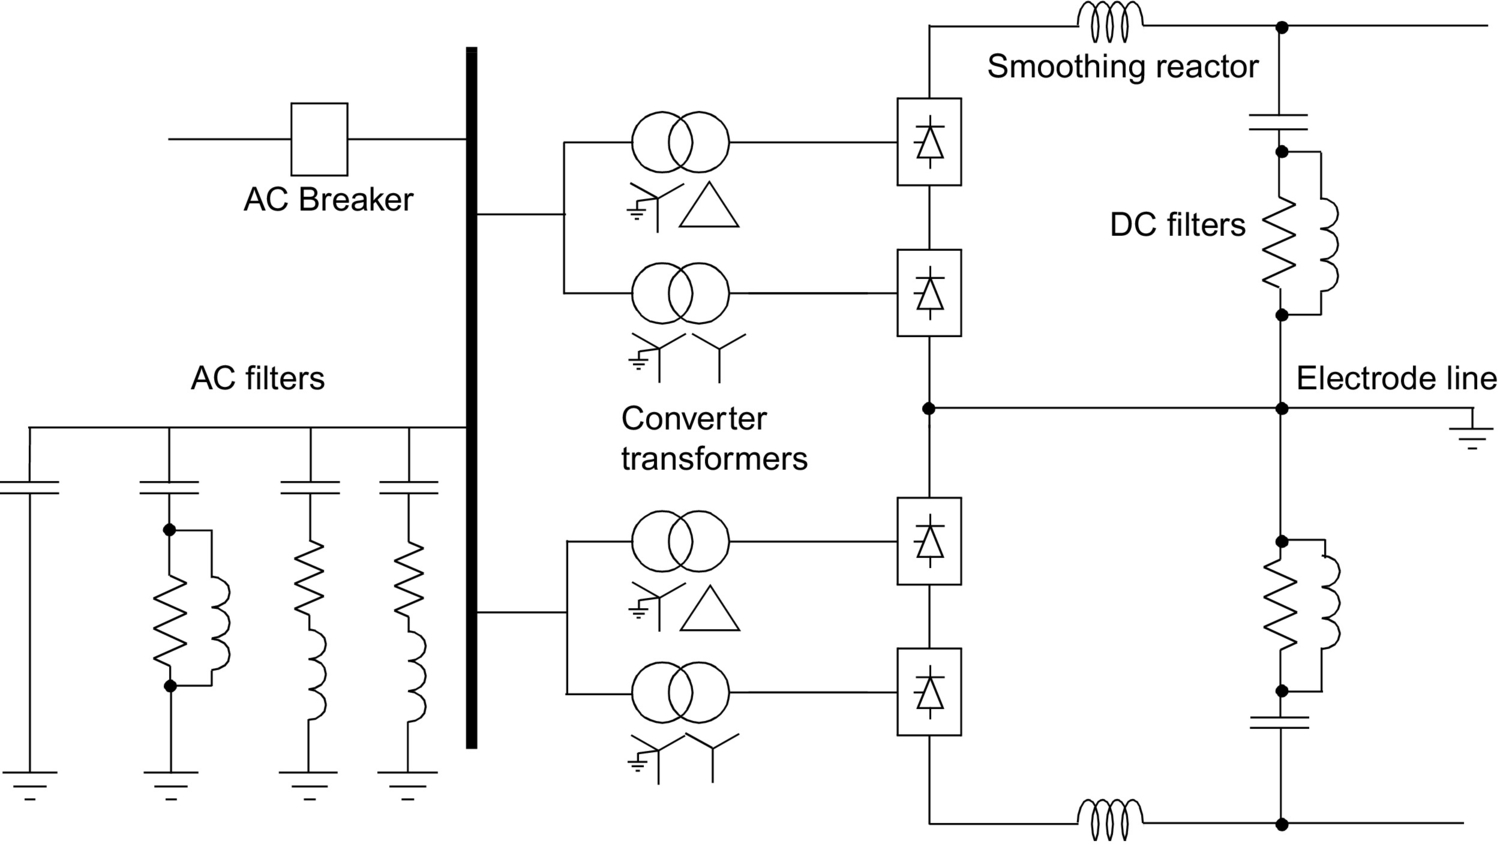 Smoothing reactor
AC Breaker
DC filters
AC filters
Electrode line
Converter
transformers